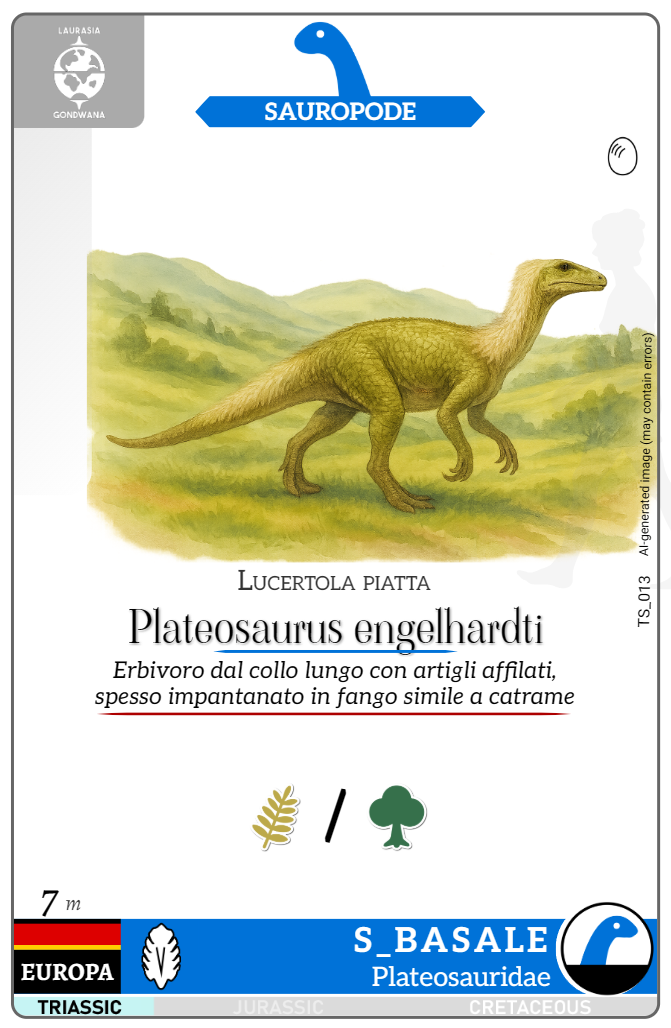 LAURASIA
GONDWANA
SAUROPODE
AI-generated image (may contain errors)
TS_013
Lucertola piatta
Plateosaurus engelhardti
Erbivoro dal collo lungo con artigli affilati,
spesso impantanato in fango simile a catrame
/
7 m
EUROPA
S_BASALE
Plateosauridae
TRIASSIC
JURASSIC
CRETACEOUS